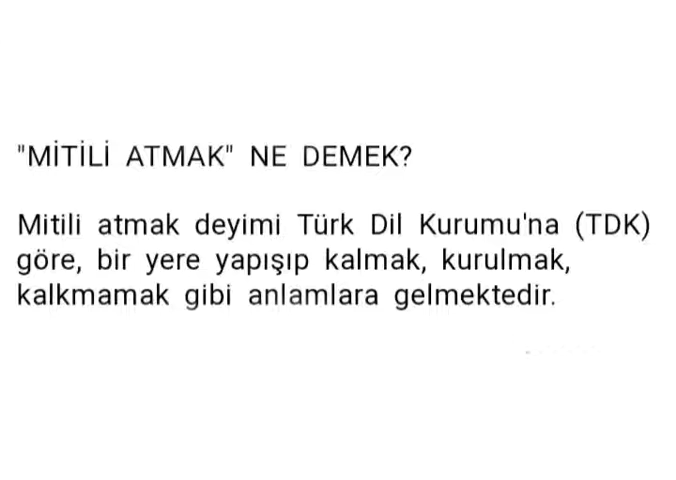 "MİTİLİ ATMAK" NE DEMEK?
Mitili atmak deyimi Türk Dil Kurumu'na (TDK)
göre, bir yere yapışıp kalmak, kurulmak,
kalkmamak gibi anlamlara gelmektedir.